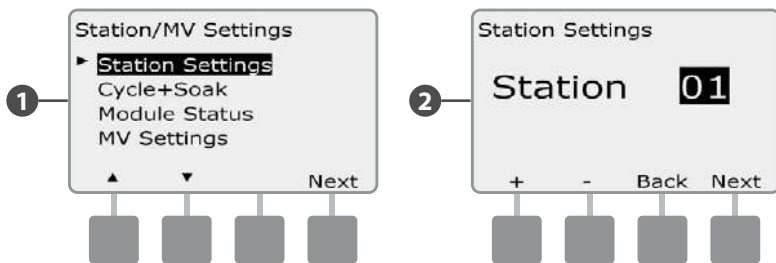 1
Station/MV Settings
► Station Settings
Cycle+Soak
Module Status
MV Settings
▲ ▼ Next
2
Station Settings
Station 01
+ - Back Next